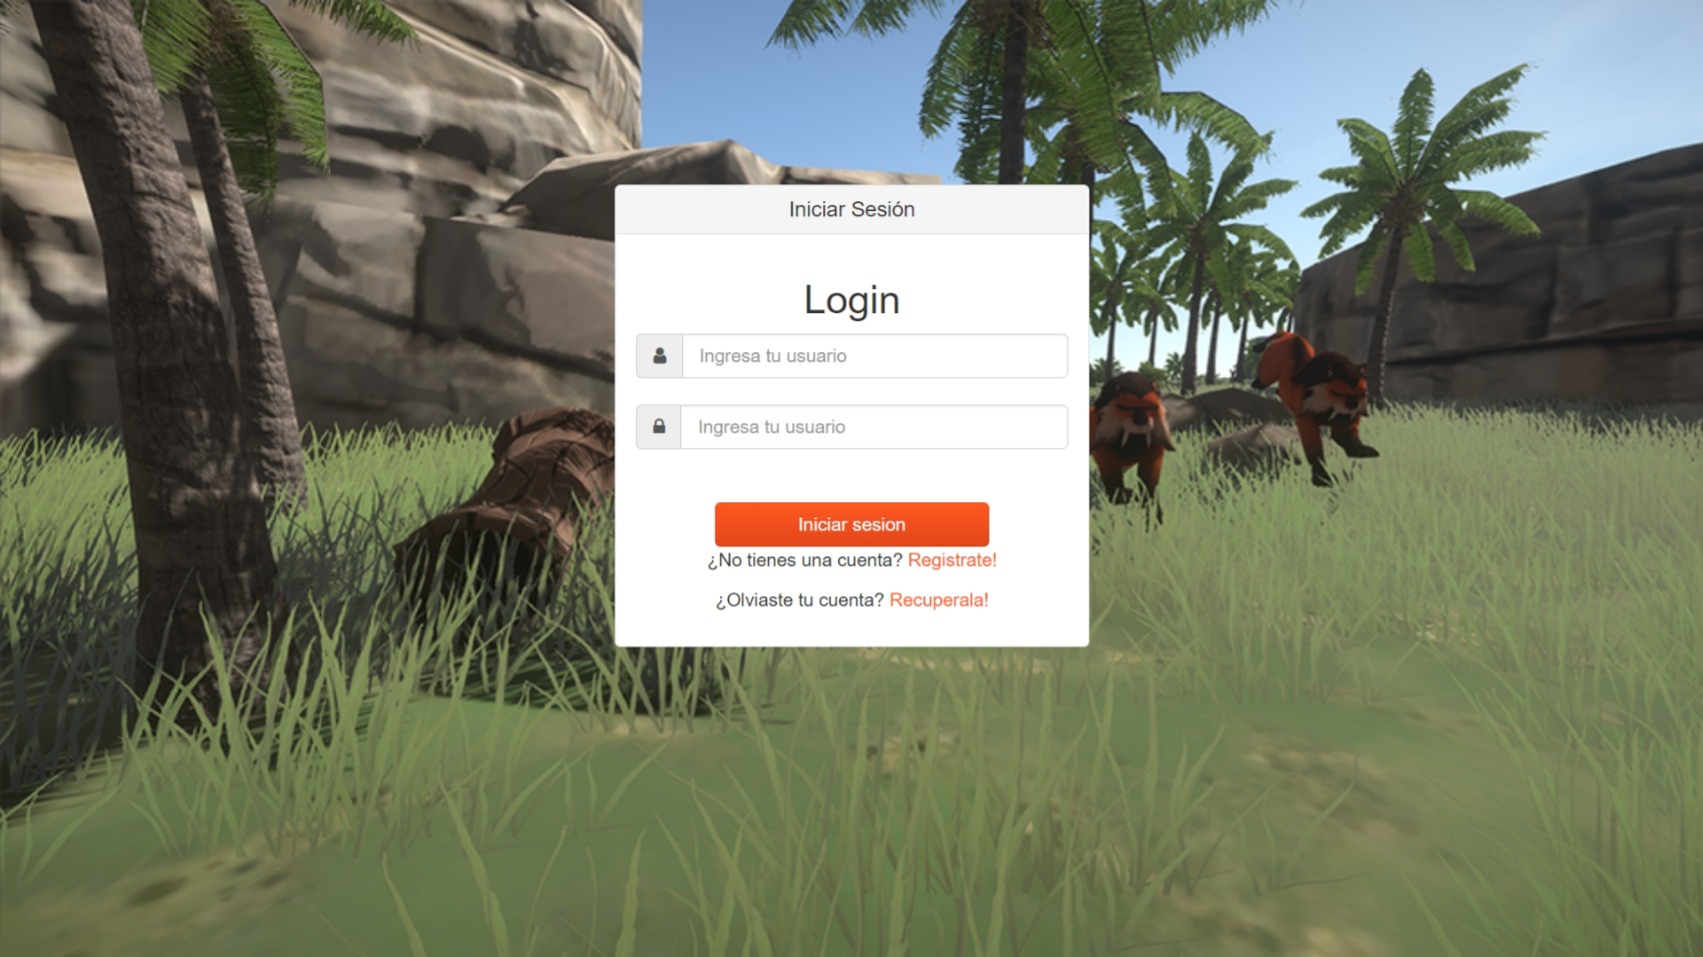 Iniciar Sesión
Login
Ingresa tu usuario
Ingresa tu usuario
Iniciar sesion
¿No tienes una cuenta? Registrate!
¿Olviaste tu cuenta? Recuperala!